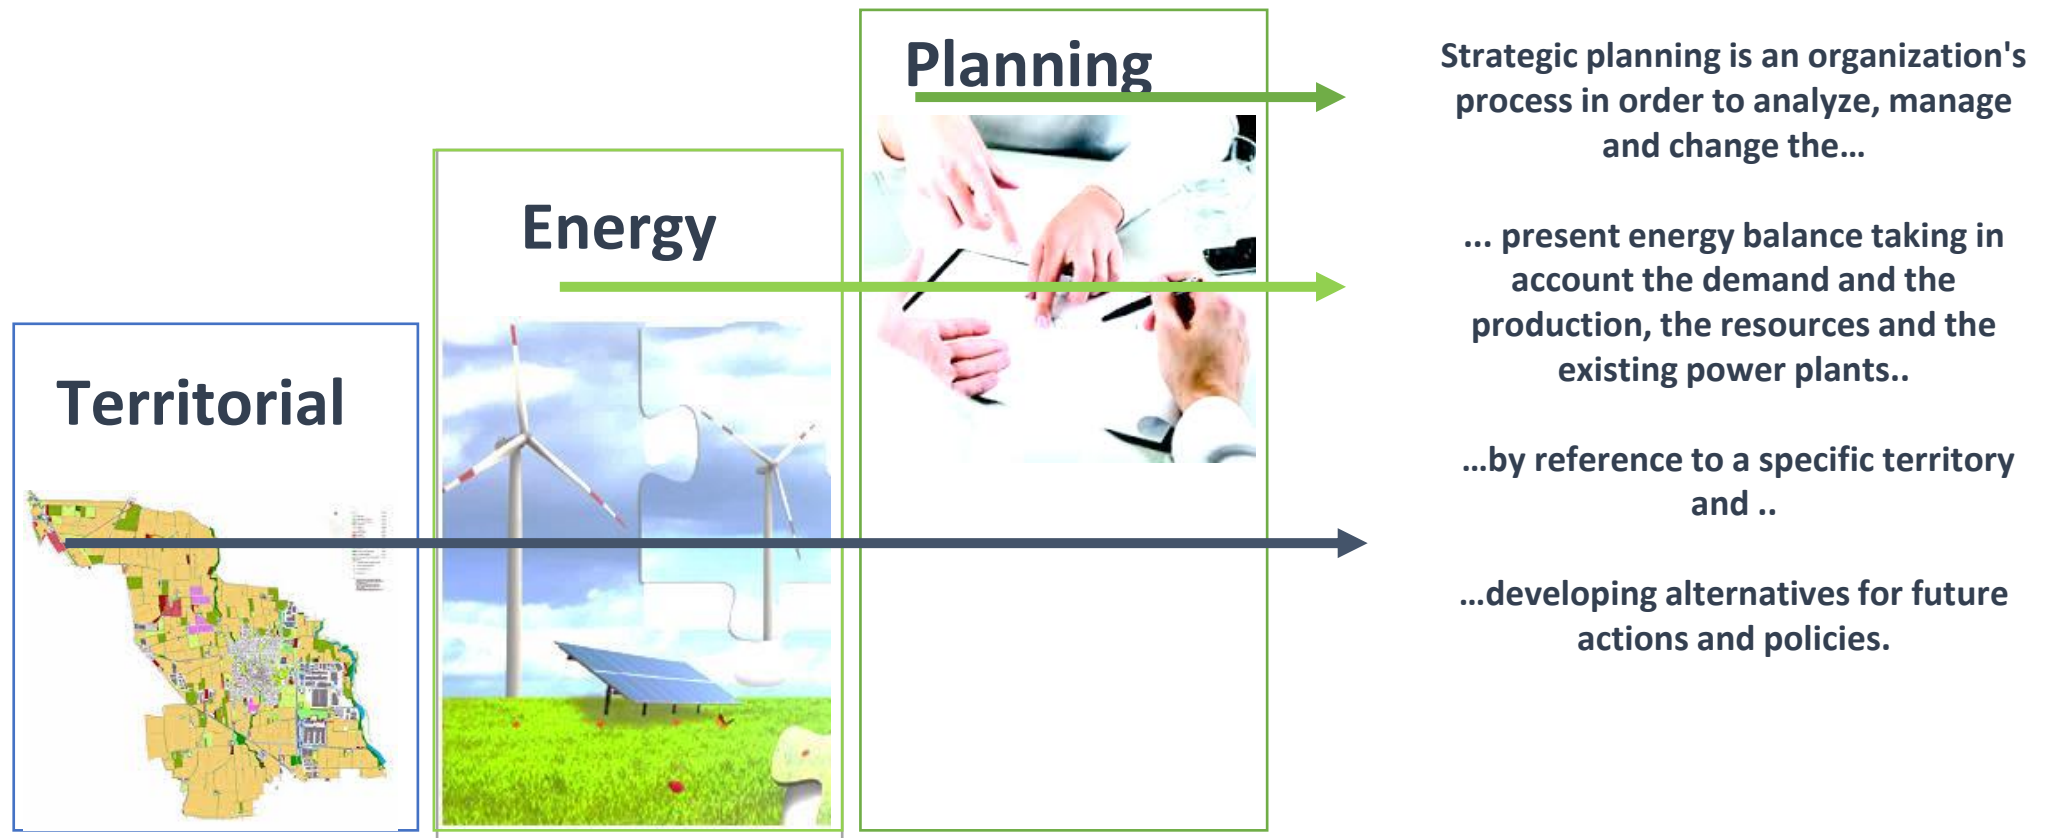 Planning
Energy
Territorial
Strategic planning is an organization's
process in order to analyze, manage
and change the…
... present energy balance taking in
account the demand and the
production, the resources and the
existing power plants..
…by reference to a specific territory
and ..
…developing alternatives for future
actions and policies.